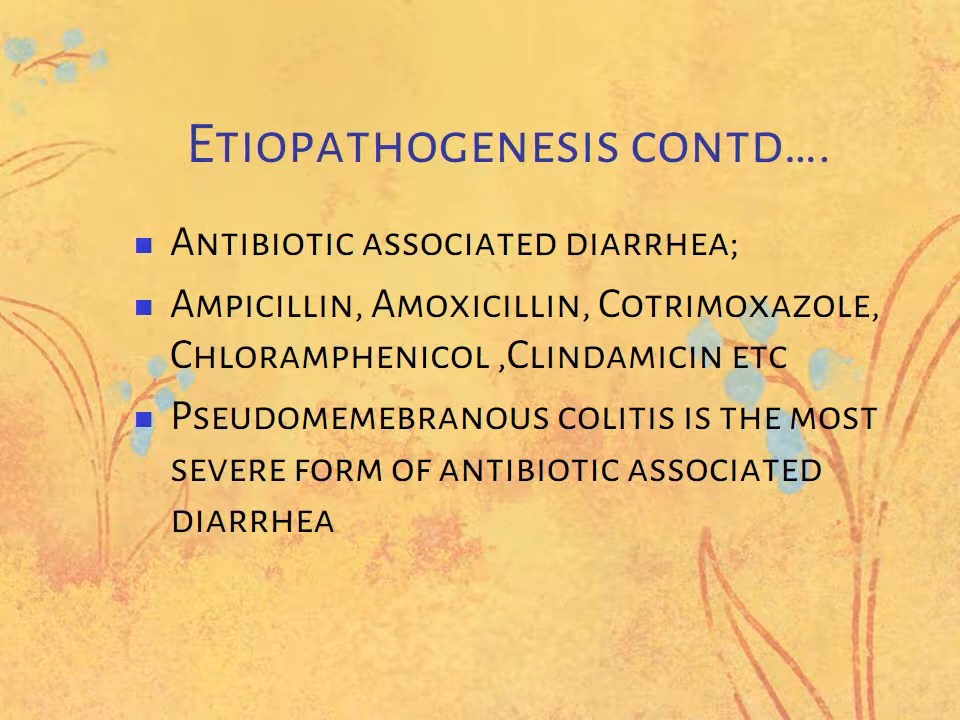 Etiopathogenesis contd….
■ Antibiotic associated diarrhea;
■ Ampicillin, Amoxicillin, Cotrimoxazole,
Chloramphenicol ,Clindamicin etc
■ Pseudomemebranous colitis is the most
severe form of antibiotic associated
diarrhea